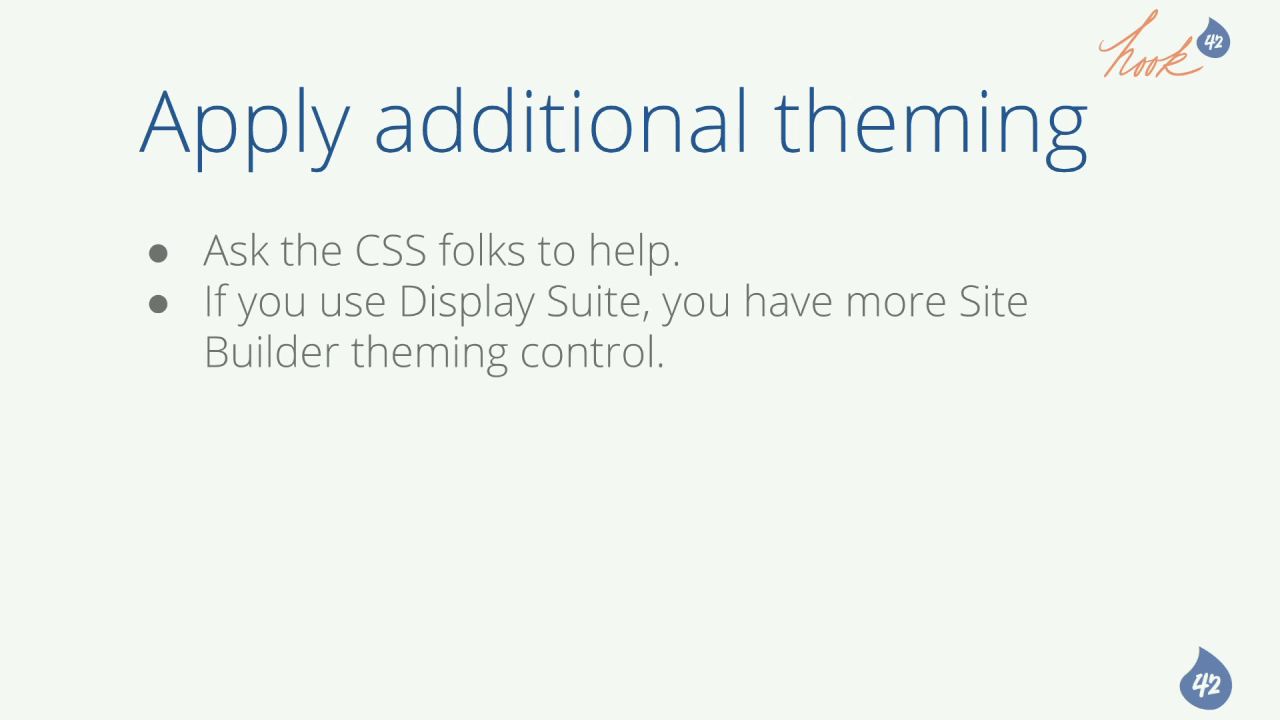 hook 42
Apply additional theming
● Ask the CSS folks to help.
● If you use Display Suite, you have more Site
Builder theming control.
42